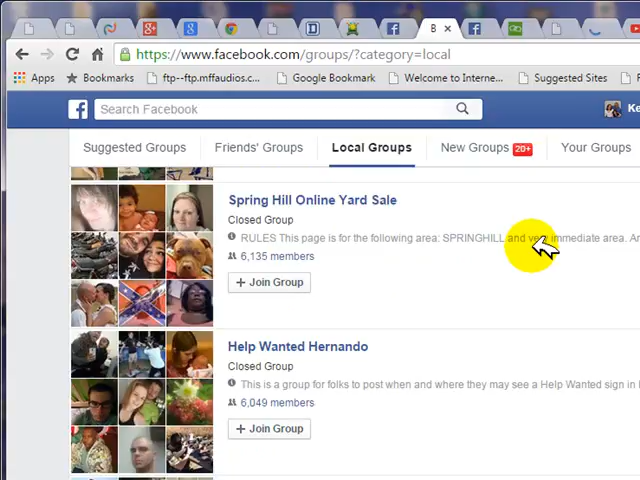 B
https://www.facebook.com/groups/?category=local
Apps Bookmarks ftp--ftp.mffaudios.c... Google Bookmarks Welcome to Interne... Suggested Sites
Search Facebook
Ke
Suggested Groups Friends' Groups Local Groups New Groups 20+ Your Groups
Spring Hill Online Yard Sale
Closed Group
RULES This page is for the following area: SPRINGHILL and very immediate area. Ar
6,135 members
+ Join Group
Help Wanted Hernando
Closed Group
This is a group for folks to post when and where they may see a Help Wanted sign in
6,049 members
+ Join Group